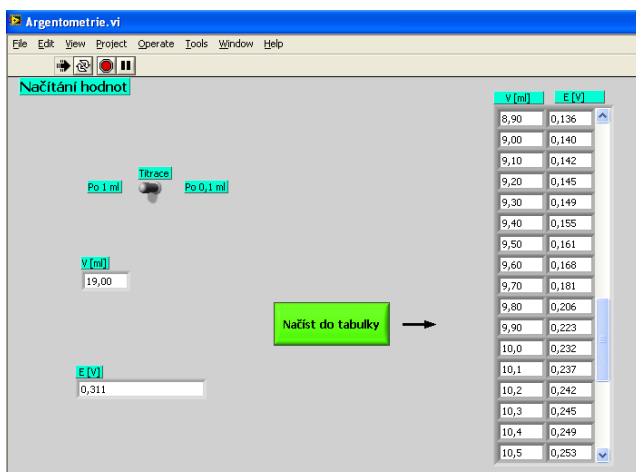 Argentometrie.vi
File Edit View Project Operate Tools Window Help
Načítání hodnot
V [ml] E [V]
8,90 0,136
9,00 0,140
9,10 0,142
9,20 0,145
9,30 0,149
9,40 0,155
9,50 0,161
9,60 0,168
9,70 0,181
9,80 0,206
9,90 0,223
10,0 0,232
10,1 0,237
10,2 0,242
10,3 0,245
10,4 0,249
10,5 0,253
Titrace
Po 1 ml Po 0,1 ml
V [ml]
19,00
Načíst do tabulky
E [V]
0,311